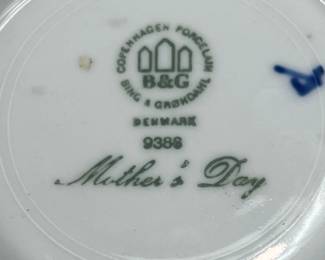 COPENHAGEN PORCELAIN
B&G
BING & GRØNDAHL
DENMARK
9386
Mother's Day